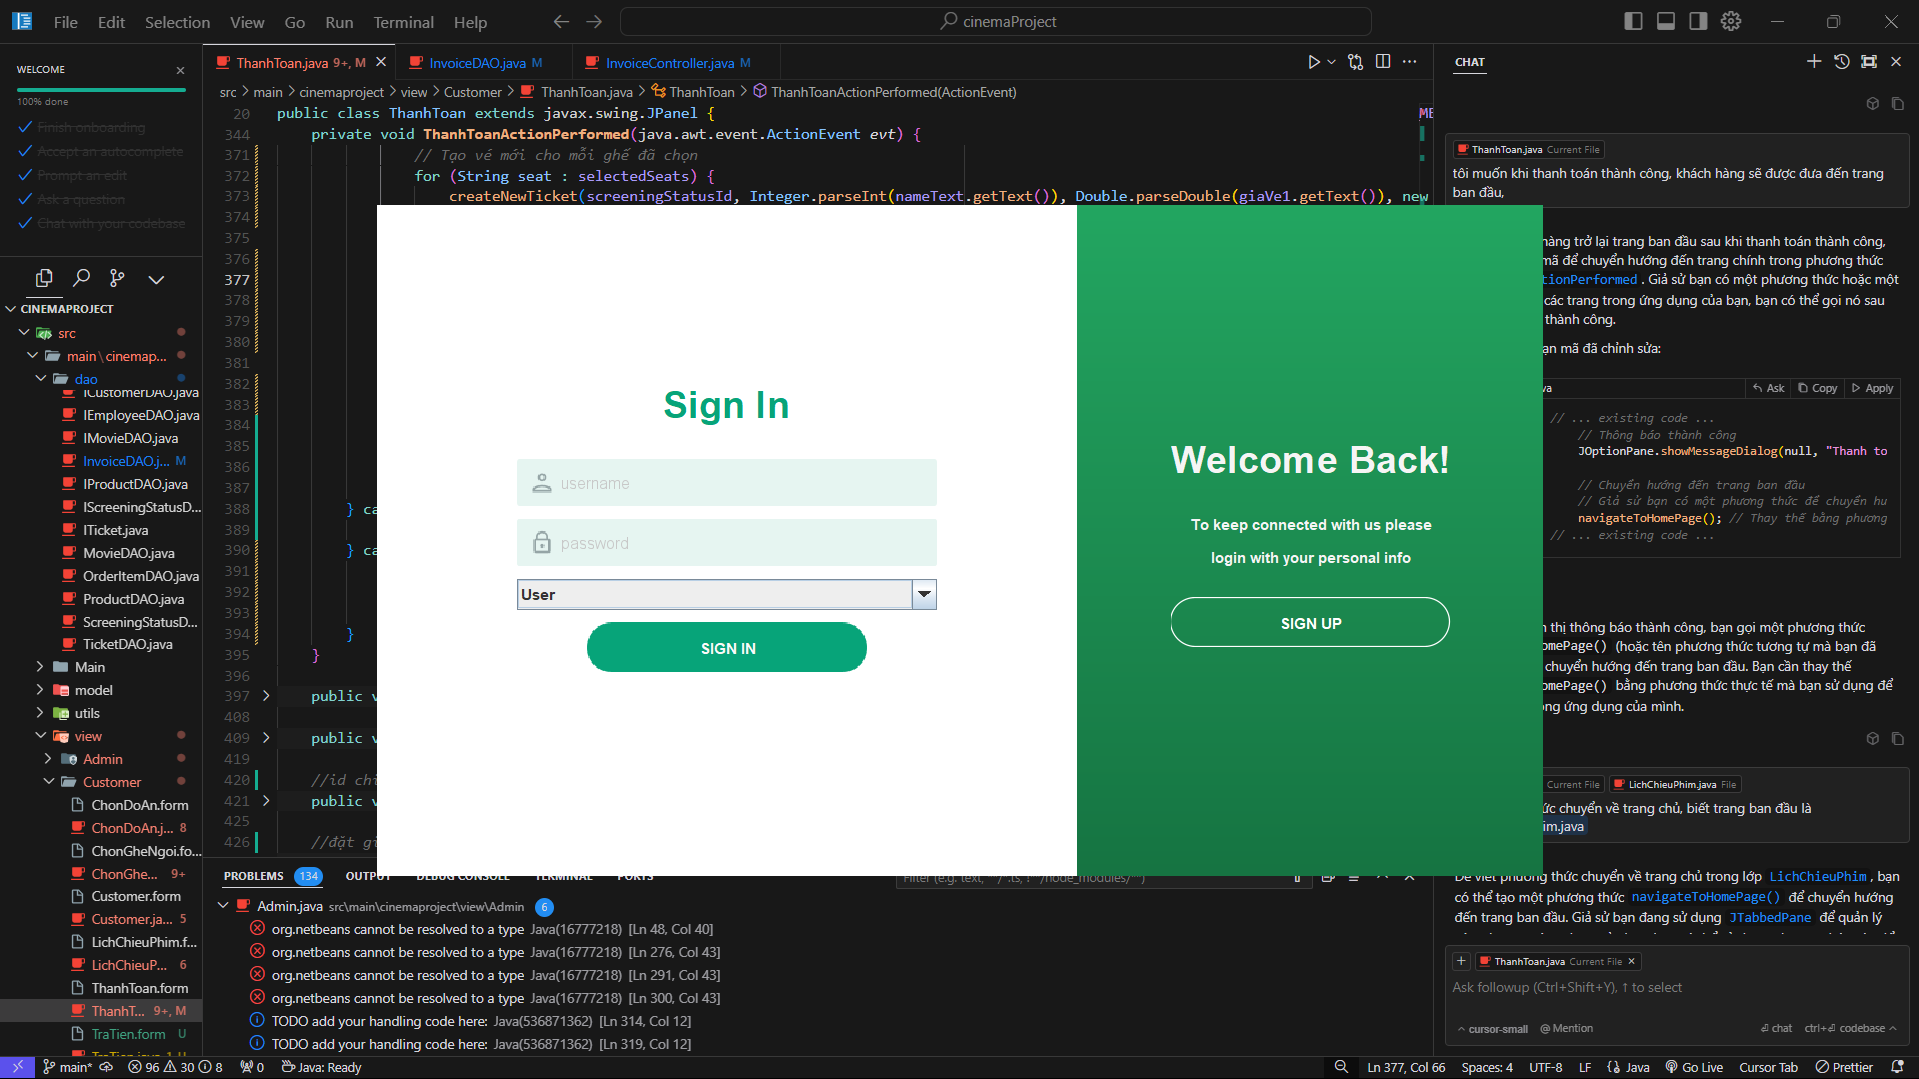 File Edit Selection View Go Run Terminal Help
cinemaProject
WELCOME
100% done
Finish onboarding
Accept an autocomplete
Prompt an edit
Ask a question
Chat with your codebase
CINEMAPROJECT
src
main\cinemap...
dao
ICustomerDAO.java
IEmployeeDAO.java
IMovieDAO.java
InvoiceDAO.j... M
IProductDAO.java
IScreeningStatusD...
ITicket.java
MovieDAO.java
OrderItemDAO.java
ProductDAO.java
ScreeningStatusD...
TicketDAO.java
Main
model
utils
view
Admin
Customer
ChonDoAn.form
ChonDoAn.j... 8
ChonGheNgoi.fo...
ChonGhe... 9+
Customer.form
Customer.ja... 5
LichChieuPhim.f...
LichChieuP... 6
ThanhToan.form
ThanhT... 9+, M
TraTien.form U
ThanhToan.java 9+, M
InvoiceDAO.java M
InvoiceController.java M
src > main > cinemaproject > view > Customer > ThanhToan.java > ThanhToan > ThanhToanActionPerformed(ActionEvent)
20 public class ThanhToan extends javax.swing.JPanel {
344 private void ThanhToanActionPerformed(java.awt.event.ActionEvent evt) {
371 // Tạo vé mới cho mỗi ghế đã chọn
372 for (String seat : selectedSeats) {
373 createNewTicket(screeningStatusId, Integer.parseInt(nameText.getText()), Double.parseDouble(giaVe1.getText()), new
374
375
376
377
378
379
380
381
382
383
384
385
386
387
388 } ca
389
390 } ca
391
392
393
394 }
395 }
396
397 public v
408
409 public v
419
420 //id chi
421 public v
425
426 //đặt gi
Sign In
username
password
User
SIGN IN
Welcome Back!
To keep connected with us please
login with your personal info
SIGN UP
PROBLEMS 134 OUTPUT DEBUG CONSOLE TERMINAL PORTS
Admin.java src\main\cinemaproject\view\Admin 6
org.netbeans cannot be resolved to a type Java(16777218) [Ln 48, Col 40]
org.netbeans cannot be resolved to a type Java(16777218) [Ln 276, Col 43]
org.netbeans cannot be resolved to a type Java(16777218) [Ln 291, Col 43]
org.netbeans cannot be resolved to a type Java(16777218) [Ln 300, Col 43]
TODO add your handling code here: Java(536871362) [Ln 314, Col 12]
TODO add your handling code here: Java(536871362) [Ln 319, Col 12]
CHAT
ThanhToan.java Current File
tôi muốn khi thanh toán thành công, khách hàng sẽ được đưa đến trang
ban đầu,
hàng trở lại trang ban đầu sau khi thanh toán thành công,
mã để chuyển hướng đến trang chính trong phương thức
tionPerformed . Giả sử bạn có một phương thức hoặc một
các trang trong ứng dụng của bạn, bạn có thể gọi nó sau
thành công.
ạn mã đã chỉnh sửa:
va Ask Copy Apply
// ... existing code ...
// Thông báo thành công
JOptionPane.showMessageDialog(null, "Thanh to
// Chuyển hướng đến trang ban đầu
// Giả sử bạn có một phương thức để chuyển hu
navigateToHomePage(); // Thay thế bằng phương
// ... existing code ...
n thị thông báo thành công, bạn gọi một phương thức
omePage() (hoặc tên phương thức tương tự mà bạn đã
chuyển hướng đến trang ban đầu. Bạn cần thay thế
omePage() bằng phương thức thực tế mà bạn sử dụng để
ong ứng dụng của mình.
Current File LichChieuPhim.java File
ức chuyển về trang chủ, biết trang ban đầu là
im.java
Để viết phương thức chuyển về trang chủ trong lớp LichChieuPhim , bạn
có thể tạo một phương thức navigateToHomePage() để chuyển hướng
đến trang ban đầu. Giả sử bạn đang sử dụng JTabbedPane để quản lý
ThanhToan.java Current File
Ask followup (Ctrl+Shift+Y), ↑ to select
cursor-small @ Mention chat ctrl+⏎ codebase
main* 96 30 8 0 Java: Ready
Ln 377, Col 66 Spaces: 4 UTF-8 LF Java Go Live Cursor Tab Prettier